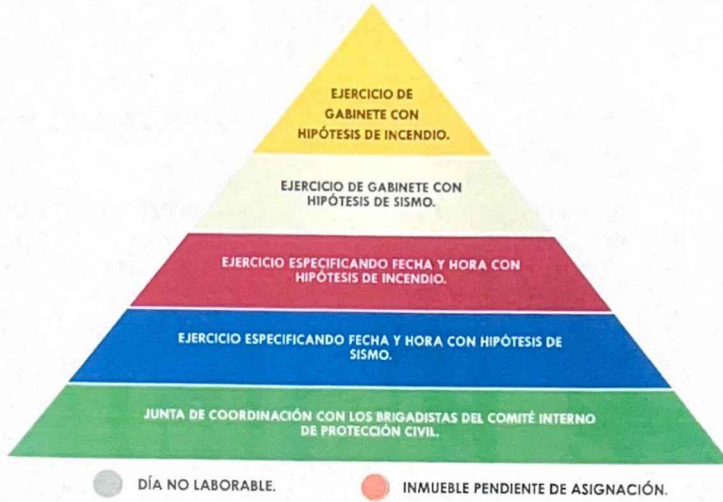 EJERCICIO DE
GABINETE CON
HIPÓTESIS DE INCENDIO.
EJERCICIO DE GABINETE CON
HIPÓTESIS DE SISMO.
EJERCICIO ESPECIFICANDO FECHA Y HORA CON
HIPÓTESIS DE INCENDIO.
EJERCICIO ESPECIFICANDO FECHA Y HORA CON HIPÓTESIS DE
SISMO.
JUNTA DE COORDINACIÓN CON LOS BRIGADISTAS DEL COMITÉ INTERNO
DE PROTECCIÓN CIVIL.
DÍA NO LABORABLE.
INMUEBLE PENDIENTE DE ASIGNACIÓN.